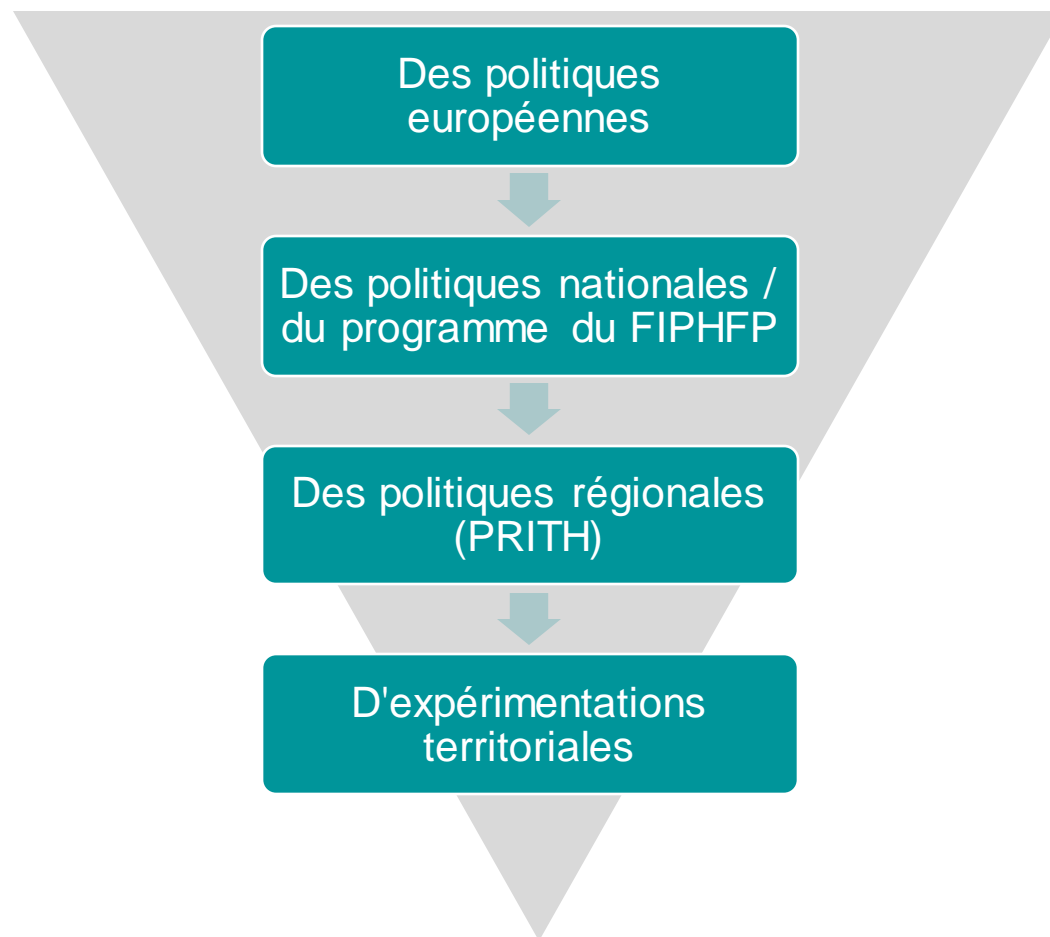 Des politiques
européennes
Des politiques nationales /
du programme du FIPHFP
Des politiques régionales
(PRITH)
D'expérimentations
territoriales